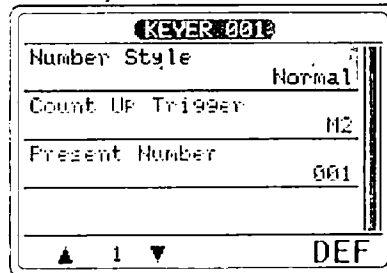 KEYER 001
Number Style
Normal
Count Up Trigger
M2
Present Number
001
▲ 1 ▼ DEF